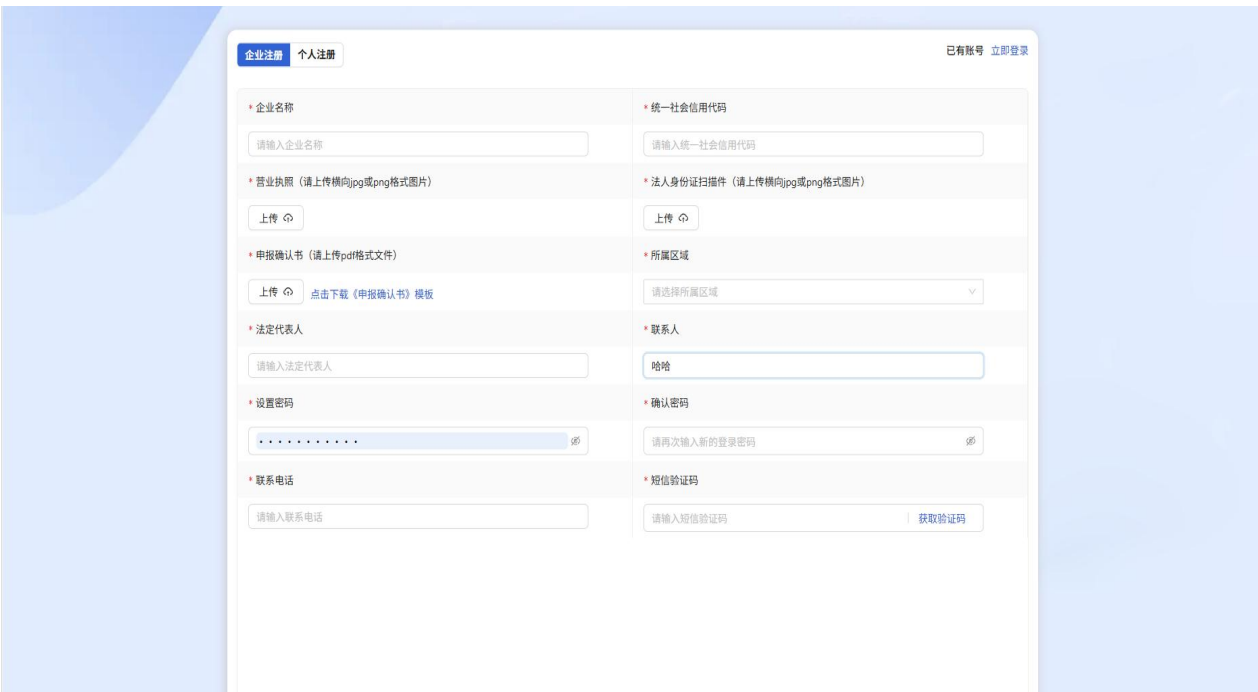 企业注册 个人注册 已有账号 立即登录
* 企业名称 * 统一社会信用代码
请输入企业名称 请输入统一社会信用代码
* 营业执照（请上传横向jpg或png格式图片） * 法人身份证扫描件（请上传横向jpg或png格式图片）
上传 上传
* 申报确认书（请上传pdf格式文件） * 所属区域
上传 点击下载《申报确认书》模板 请选择所属区域
* 法定代表人 * 联系人
请输入法定代表人 哈哈
* 设置密码 * 确认密码
··········· 请再次输入新的登录密码
* 联系电话 * 短信验证码
请输入联系电话 请输入短信验证码 获取验证码